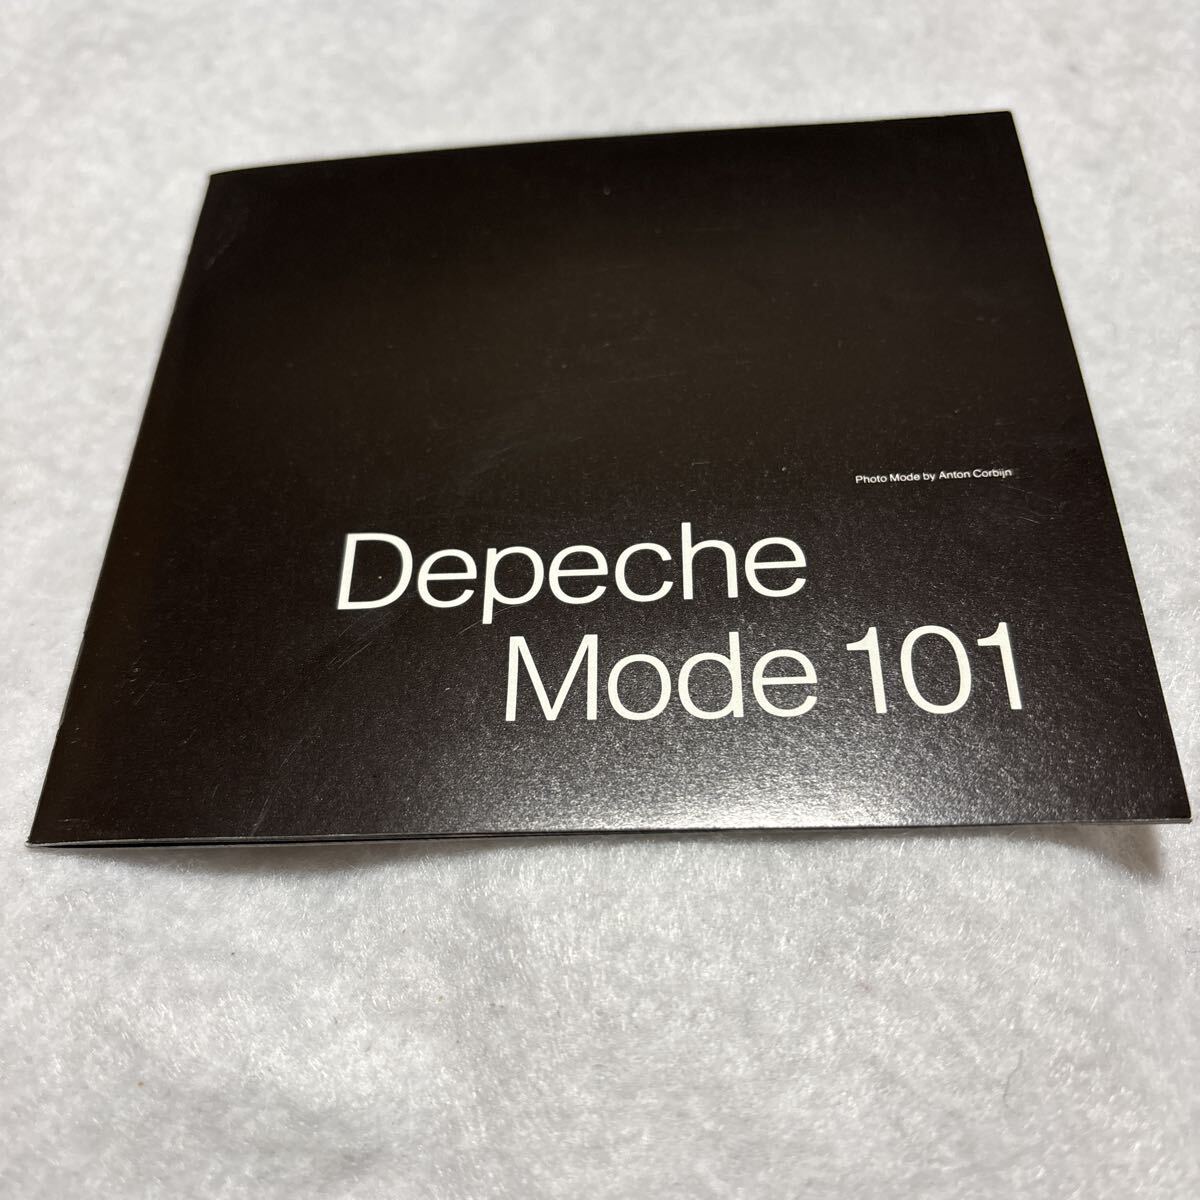 Photo Mode by Anton Corbijn
Depeche
Mode 101